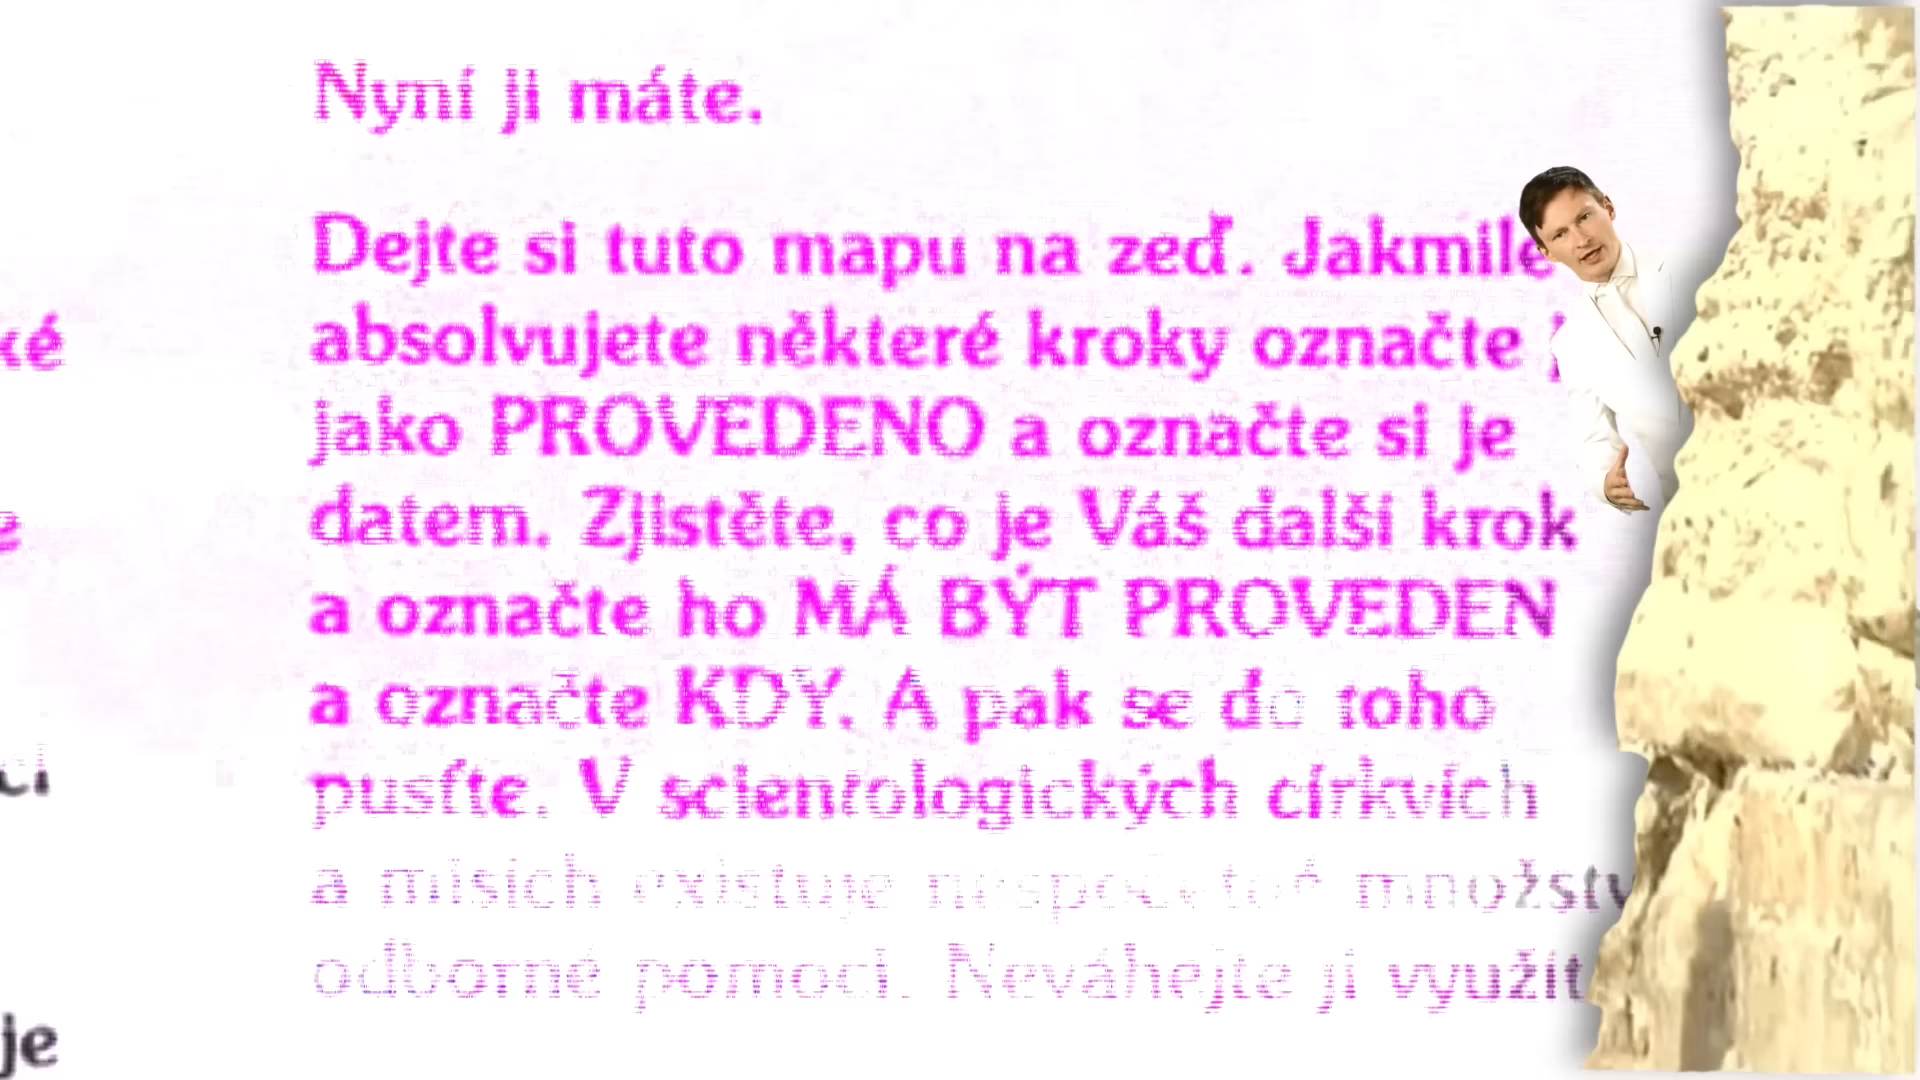 Nyní ji máte.
Dejte si tuto mapu na zeď. Jakmile
absolvujete některé kroky označte
jako PROVEDENO a označte si je
datem. Zjistěte, co je Váš další krok
a označte ho MÁ BÝT PROVEDEN
a označte KDY. A pak se do toho
pusťte. V scientologických církvích
a misích existuje nespočetné množstv
odborné pomoci. Neváhejte ji využít
ké
e
ci
je